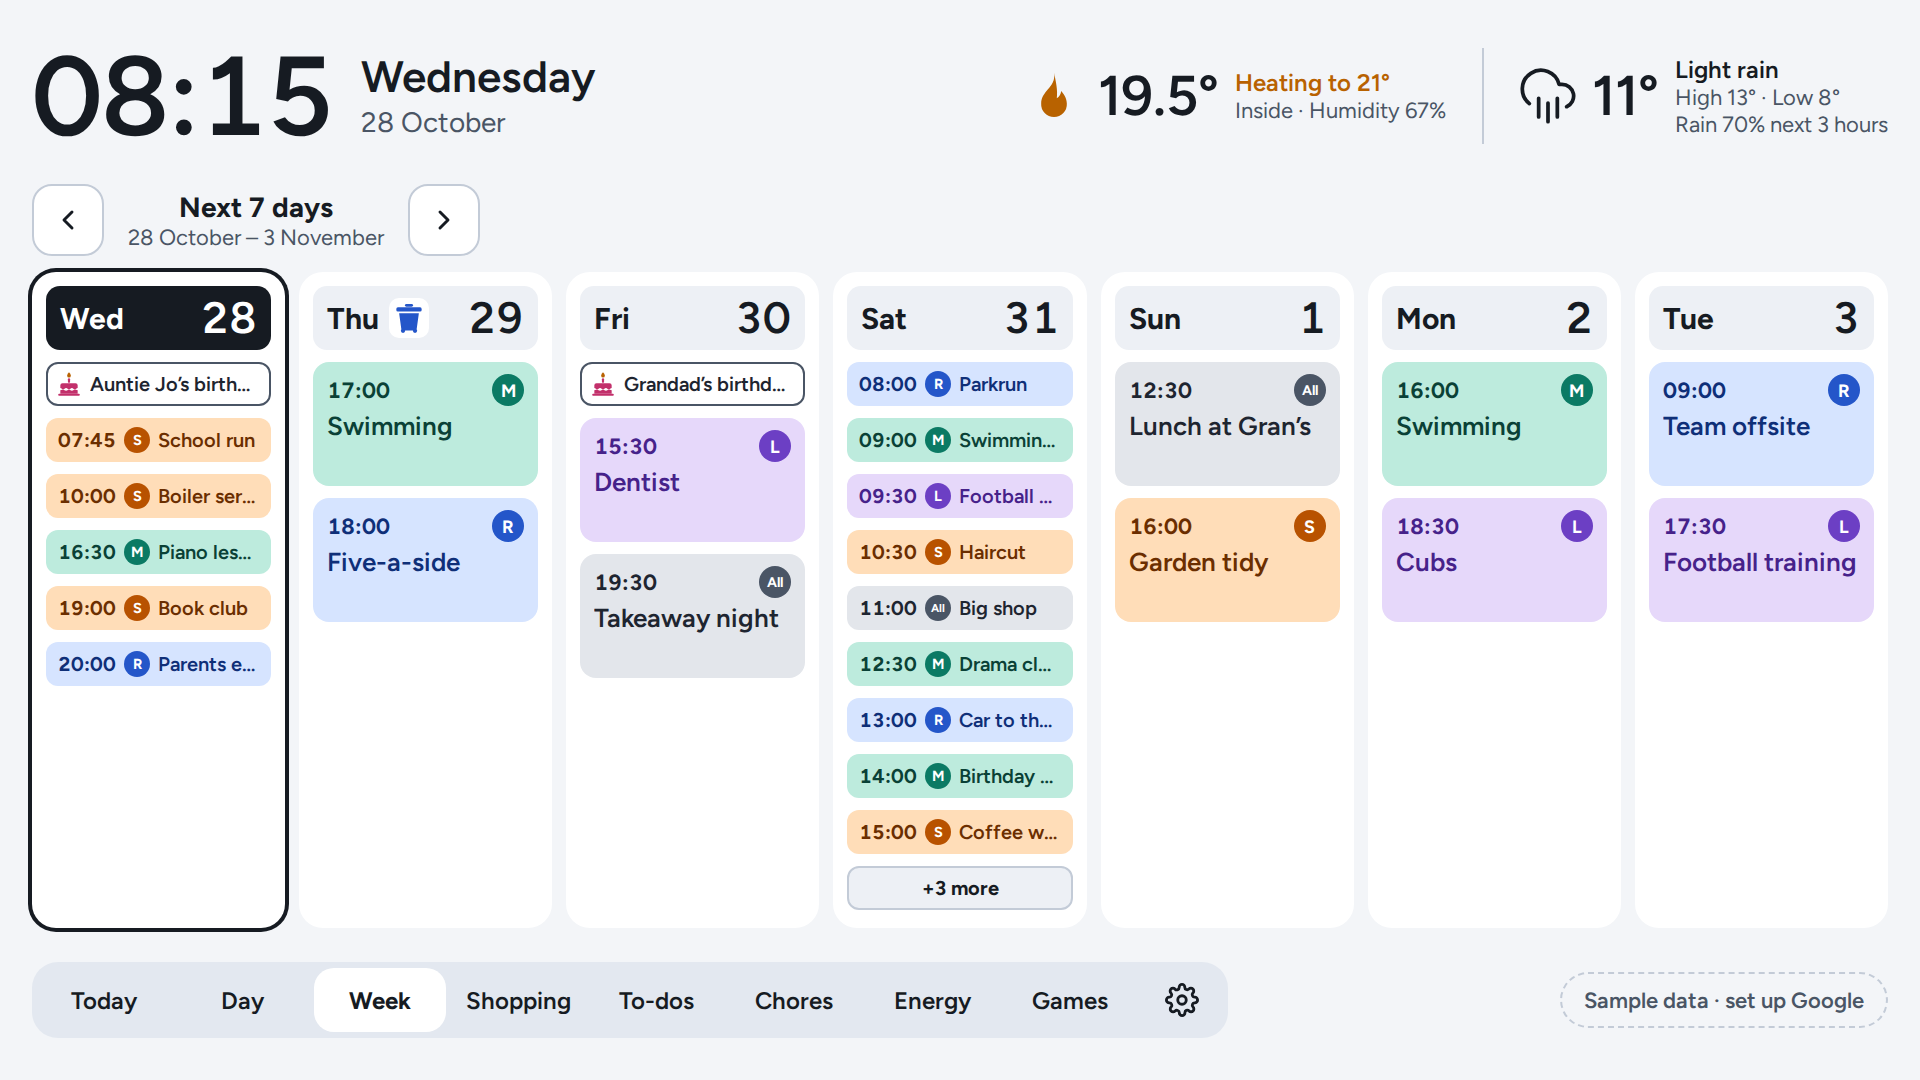 08:15
Wednesday
28 October
19.5°
Heating to 21°
Inside · Humidity 67%
11°
Light rain
High 13° · Low 8°
Rain 70% next 3 hours
Next 7 days
28 October – 3 November
Wed 28
Auntie Jo’s birth...
07:45 S School run
10:00 S Boiler ser...
16:30 M Piano les...
19:00 S Book club
20:00 R Parents e...
Thu 29
17:00 M
Swimming
18:00 R
Five-a-side
Fri 30
Grandad’s birthd...
15:30 L
Dentist
19:30 All
Takeaway night
Sat 31
08:00 R Parkrun
09:00 M Swimmin...
09:30 L Football ...
10:30 S Haircut
11:00 All Big shop
12:30 M Drama cl...
13:00 R Car to th...
14:00 M Birthday ...
15:00 S Coffee w...
+3 more
Sun 1
12:30 All
Lunch at Gran’s
16:00 S
Garden tidy
Mon 2
16:00 M
Swimming
18:30 L
Cubs
Tue 3
09:00 R
Team offsite
17:30 L
Football training
Today Day Week Shopping To-dos Chores Energy Games
Sample data · set up Google